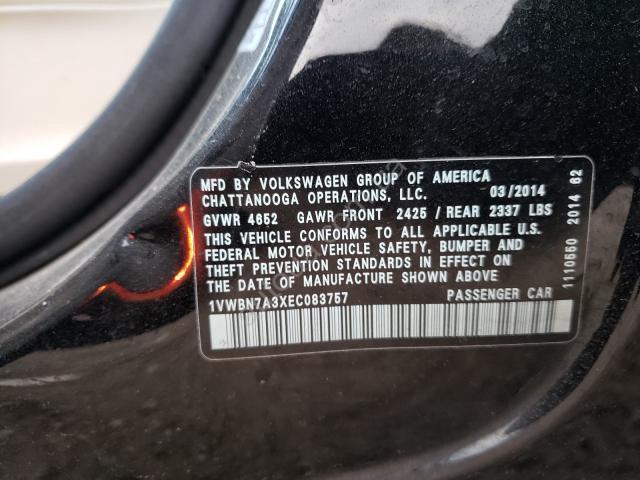 MFD BY VOLKSWAGEN GROUP OF AMERICA
CHATTANOOGA OPERATIONS, LLC. 03/2014
GVWR 4652 GAWR FRONT 2425 / REAR 2337 LBS
THIS VEHICLE CONFORMS TO ALL APPLICABLE U.S.
FEDERAL MOTOR VEHICLE SAFETY, BUMPER AND
THEFT PREVENTION STANDARDS IN EFFECT ON
THE DATE OF MANUFACTURE SHOWN ABOVE
1VWBN7A3XEC083757 PASSENGER CAR
1110550 2014 62